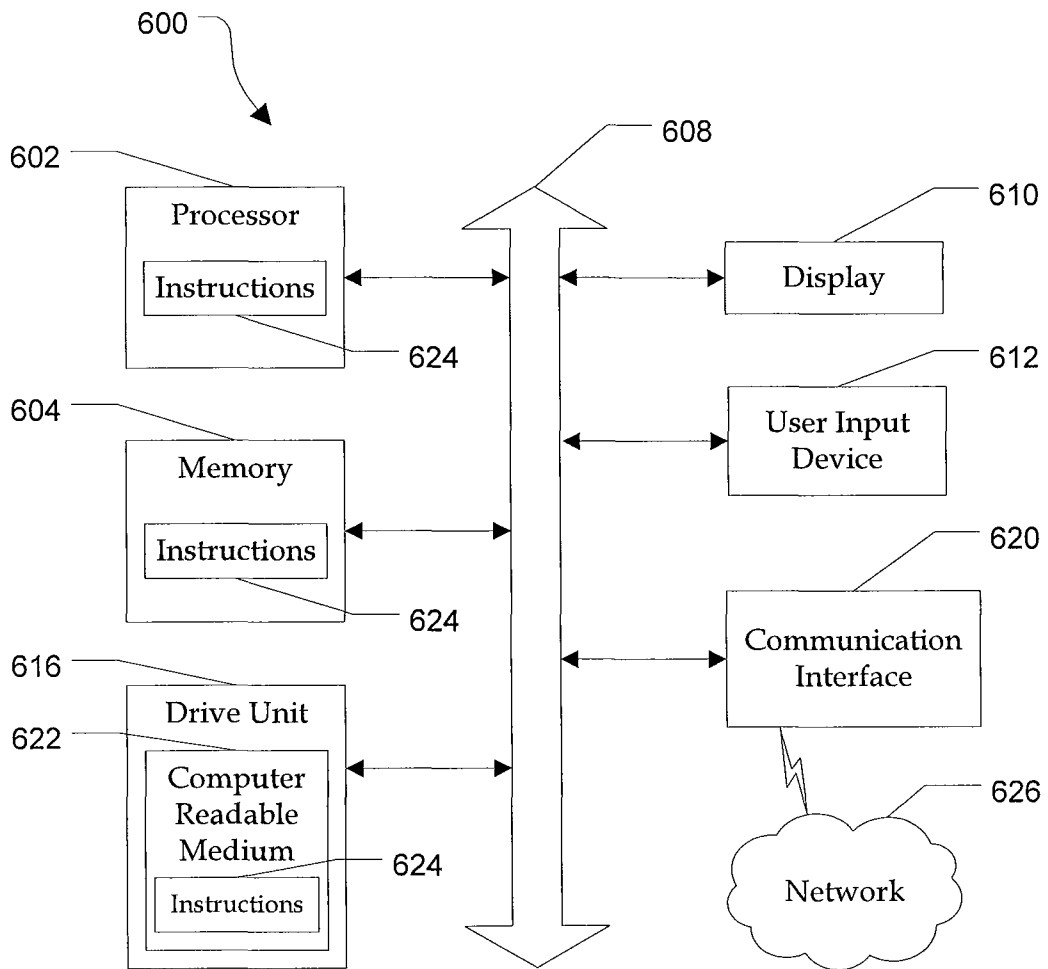 600
608
602
Processor
Instructions
624
610
Display
612
User Input
Device
604
Memory
Instructions
624
620
Communication
Interface
616
Drive Unit
622
Computer
Readable
Medium
624
Instructions
626
Network